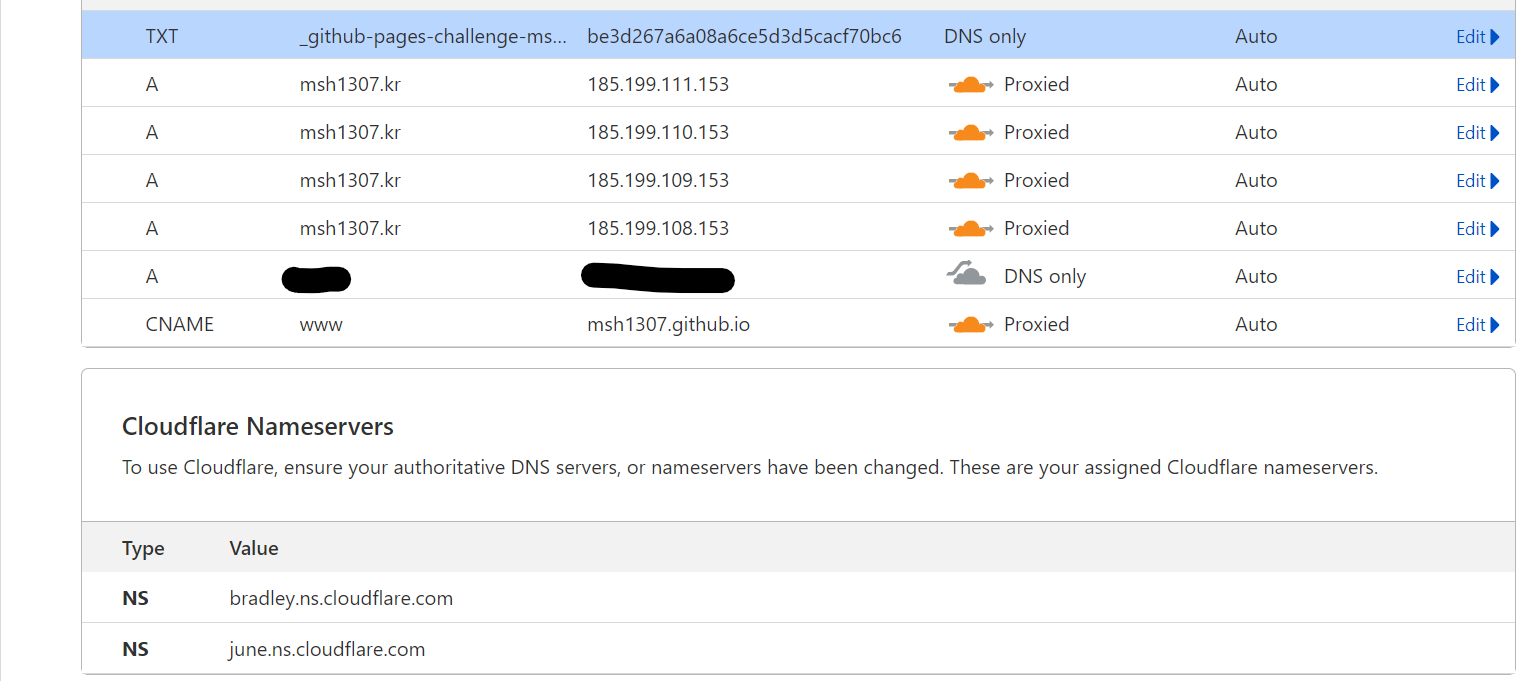 TXT _github-pages-challenge-ms... be3d267a6a08a6ce5d3d5cacf70bc6 DNS only Auto Edit
A msh1307.kr 185.199.111.153 Proxied Auto Edit
A msh1307.kr 185.199.110.153 Proxied Auto Edit
A msh1307.kr 185.199.109.153 Proxied Auto Edit
A msh1307.kr 185.199.108.153 Proxied Auto Edit
A DNS only Auto Edit
CNAME www msh1307.github.io Proxied Auto Edit
Cloudflare Nameservers
To use Cloudflare, ensure your authoritative DNS servers, or nameservers have been changed. These are your assigned Cloudflare nameservers.
Type Value
NS bradley.ns.cloudflare.com
NS june.ns.cloudflare.com